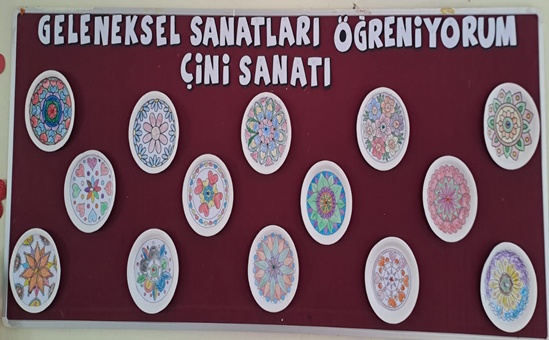 GELENEKSEL SANATLARI ÖĞRENİYORUM
ÇİNİ SANATI